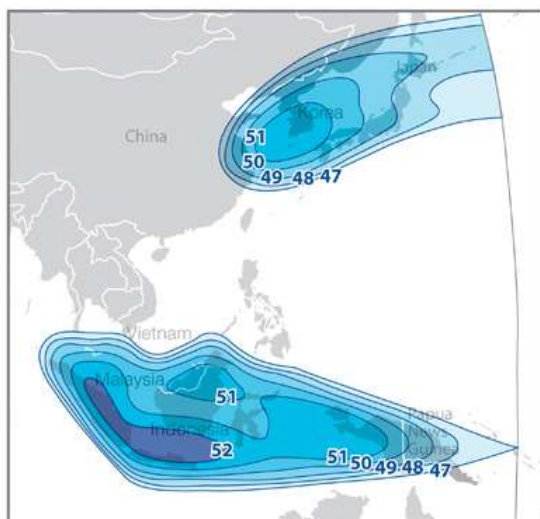 Japan
Korea
China
51
50
49 48 47
Vietnam
Malaysia
51
Indonesia
52
Papua
News
Guinea
51 50 49 48 47